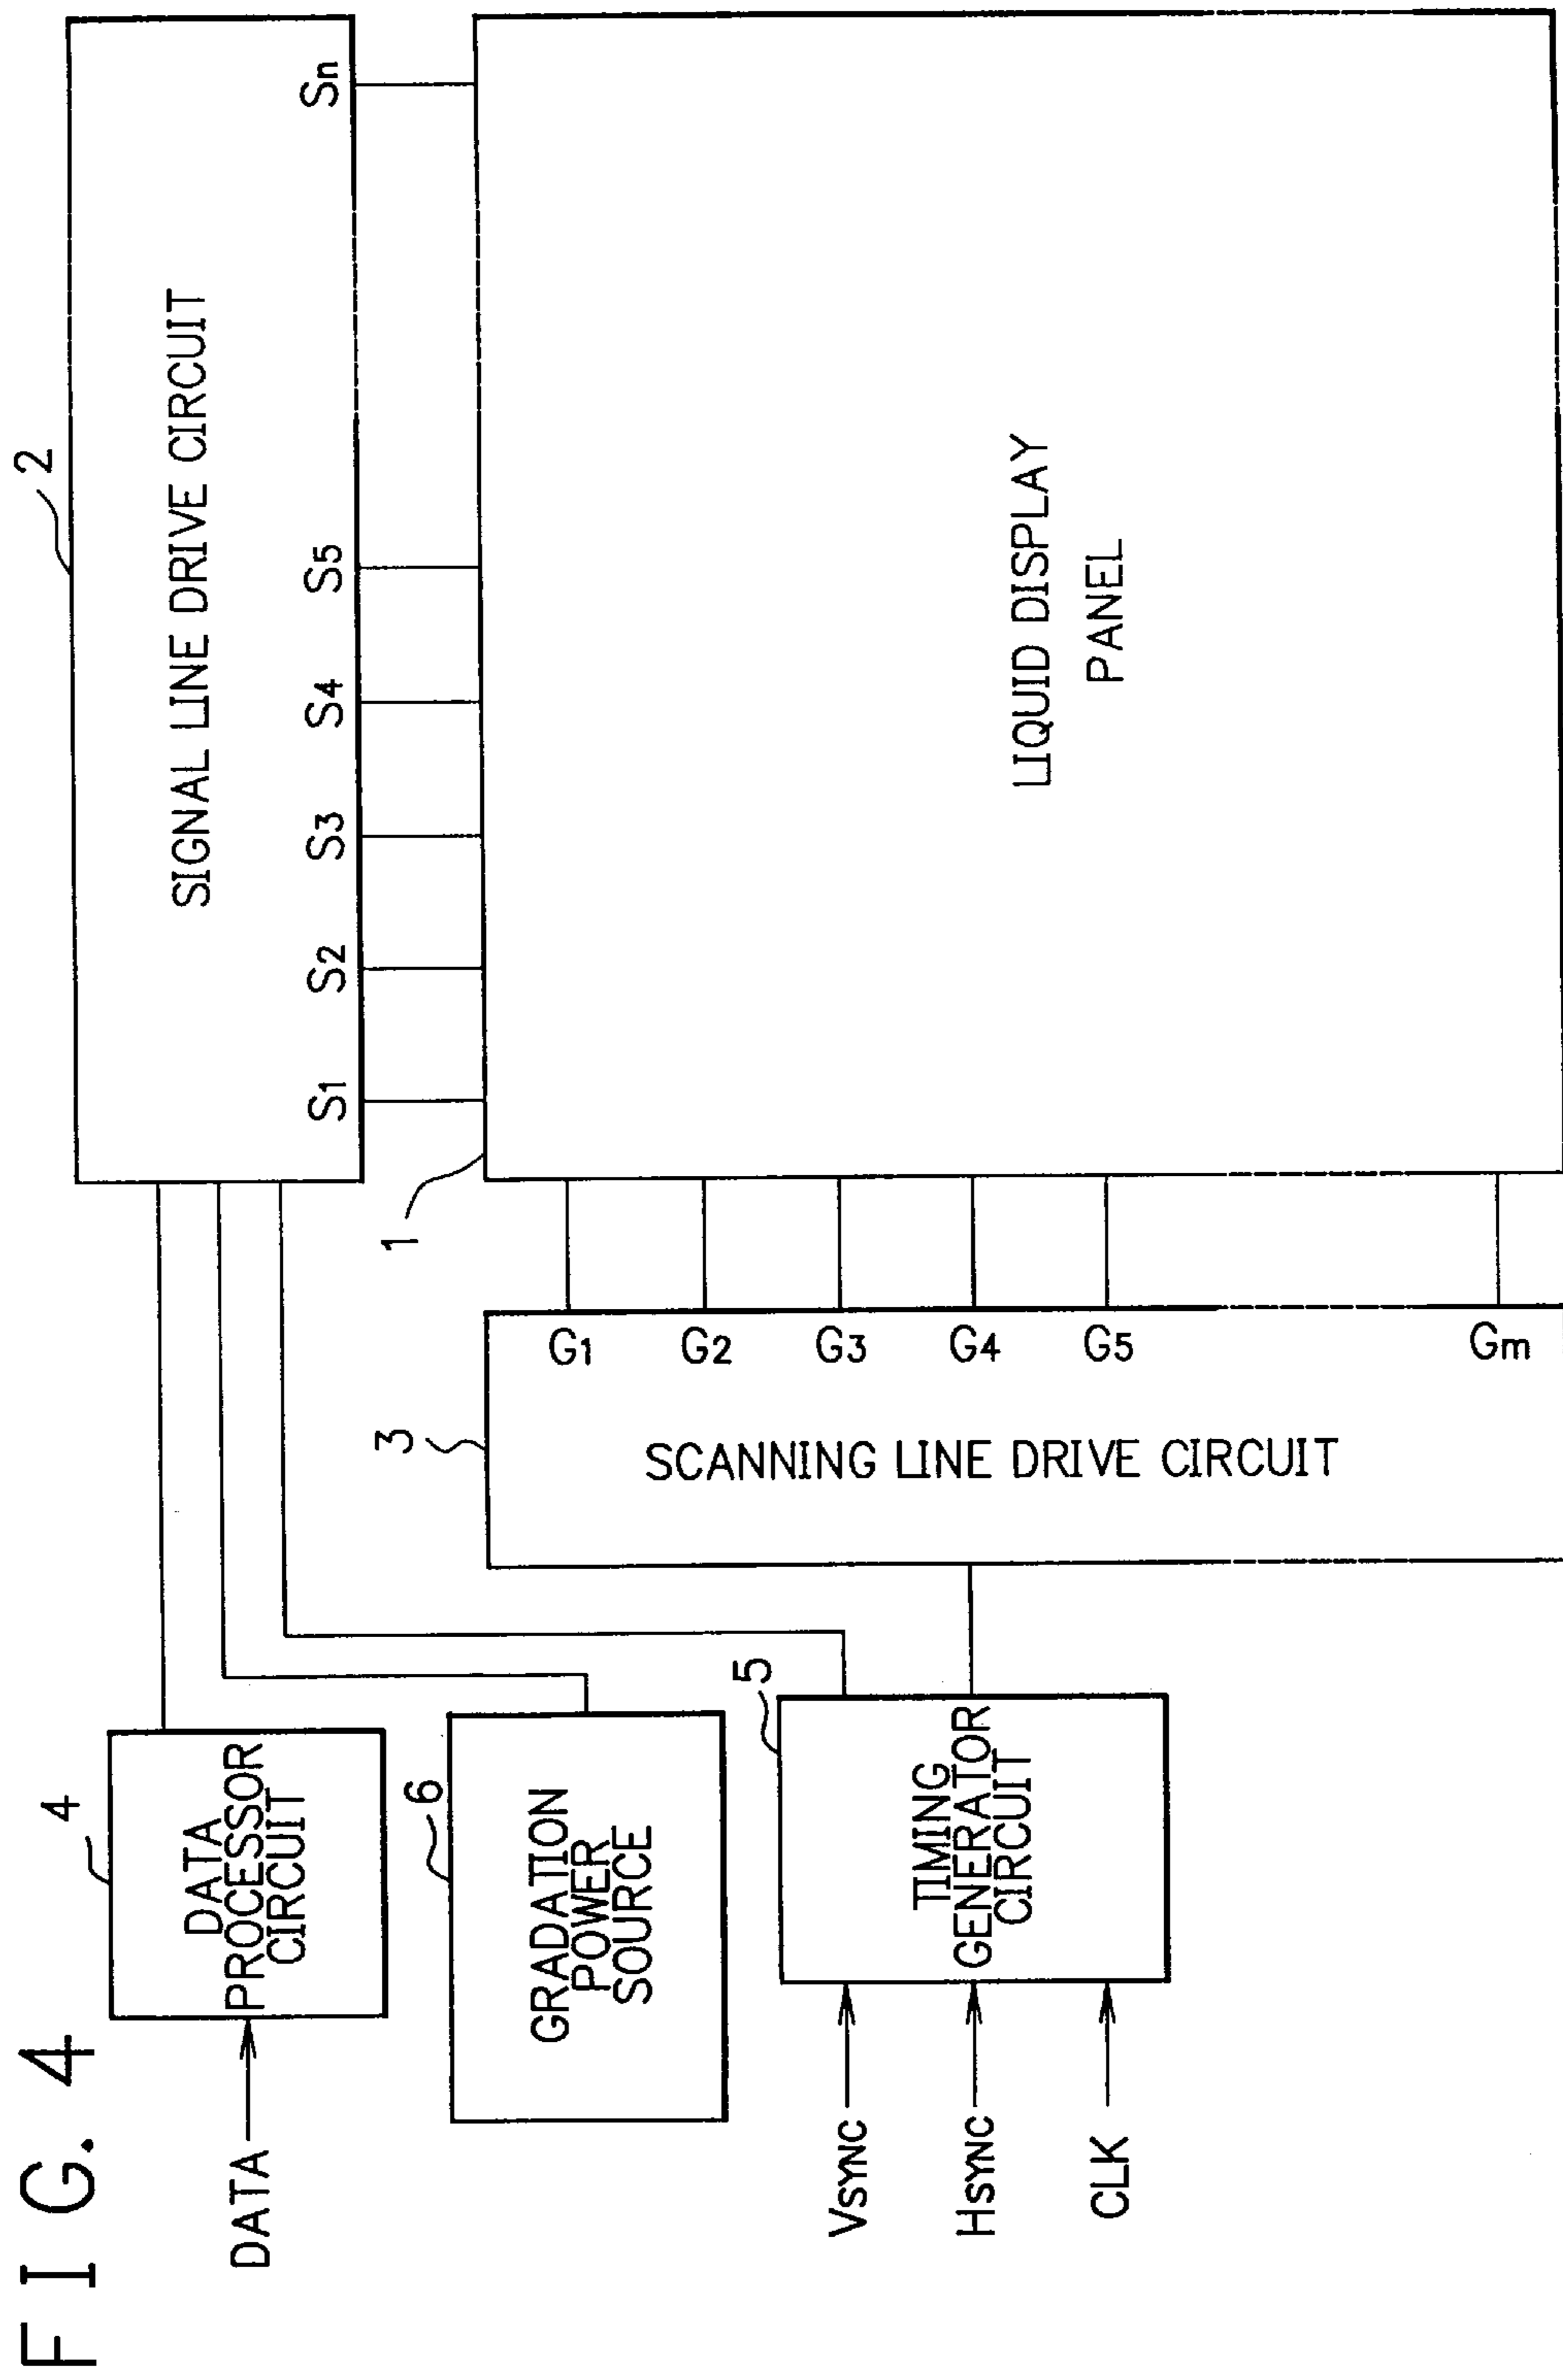 FIG. 4
2
SIGNAL LINE DRIVE CIRCUIT
S1 S2 S3 S4 S5 Sn
1
LIQUID DISPLAY
PANEL
3
G1
G2
G3
G4
G5
Gm
SCANNING LINE DRIVE CIRCUIT
4
DATA
PROCESSOR
CIRCUIT
DATA
6
GRADATION
POWER
SOURCE
5
TIMING
GENERATOR
CIRCUIT
VSYNC
HSYNC
CLK